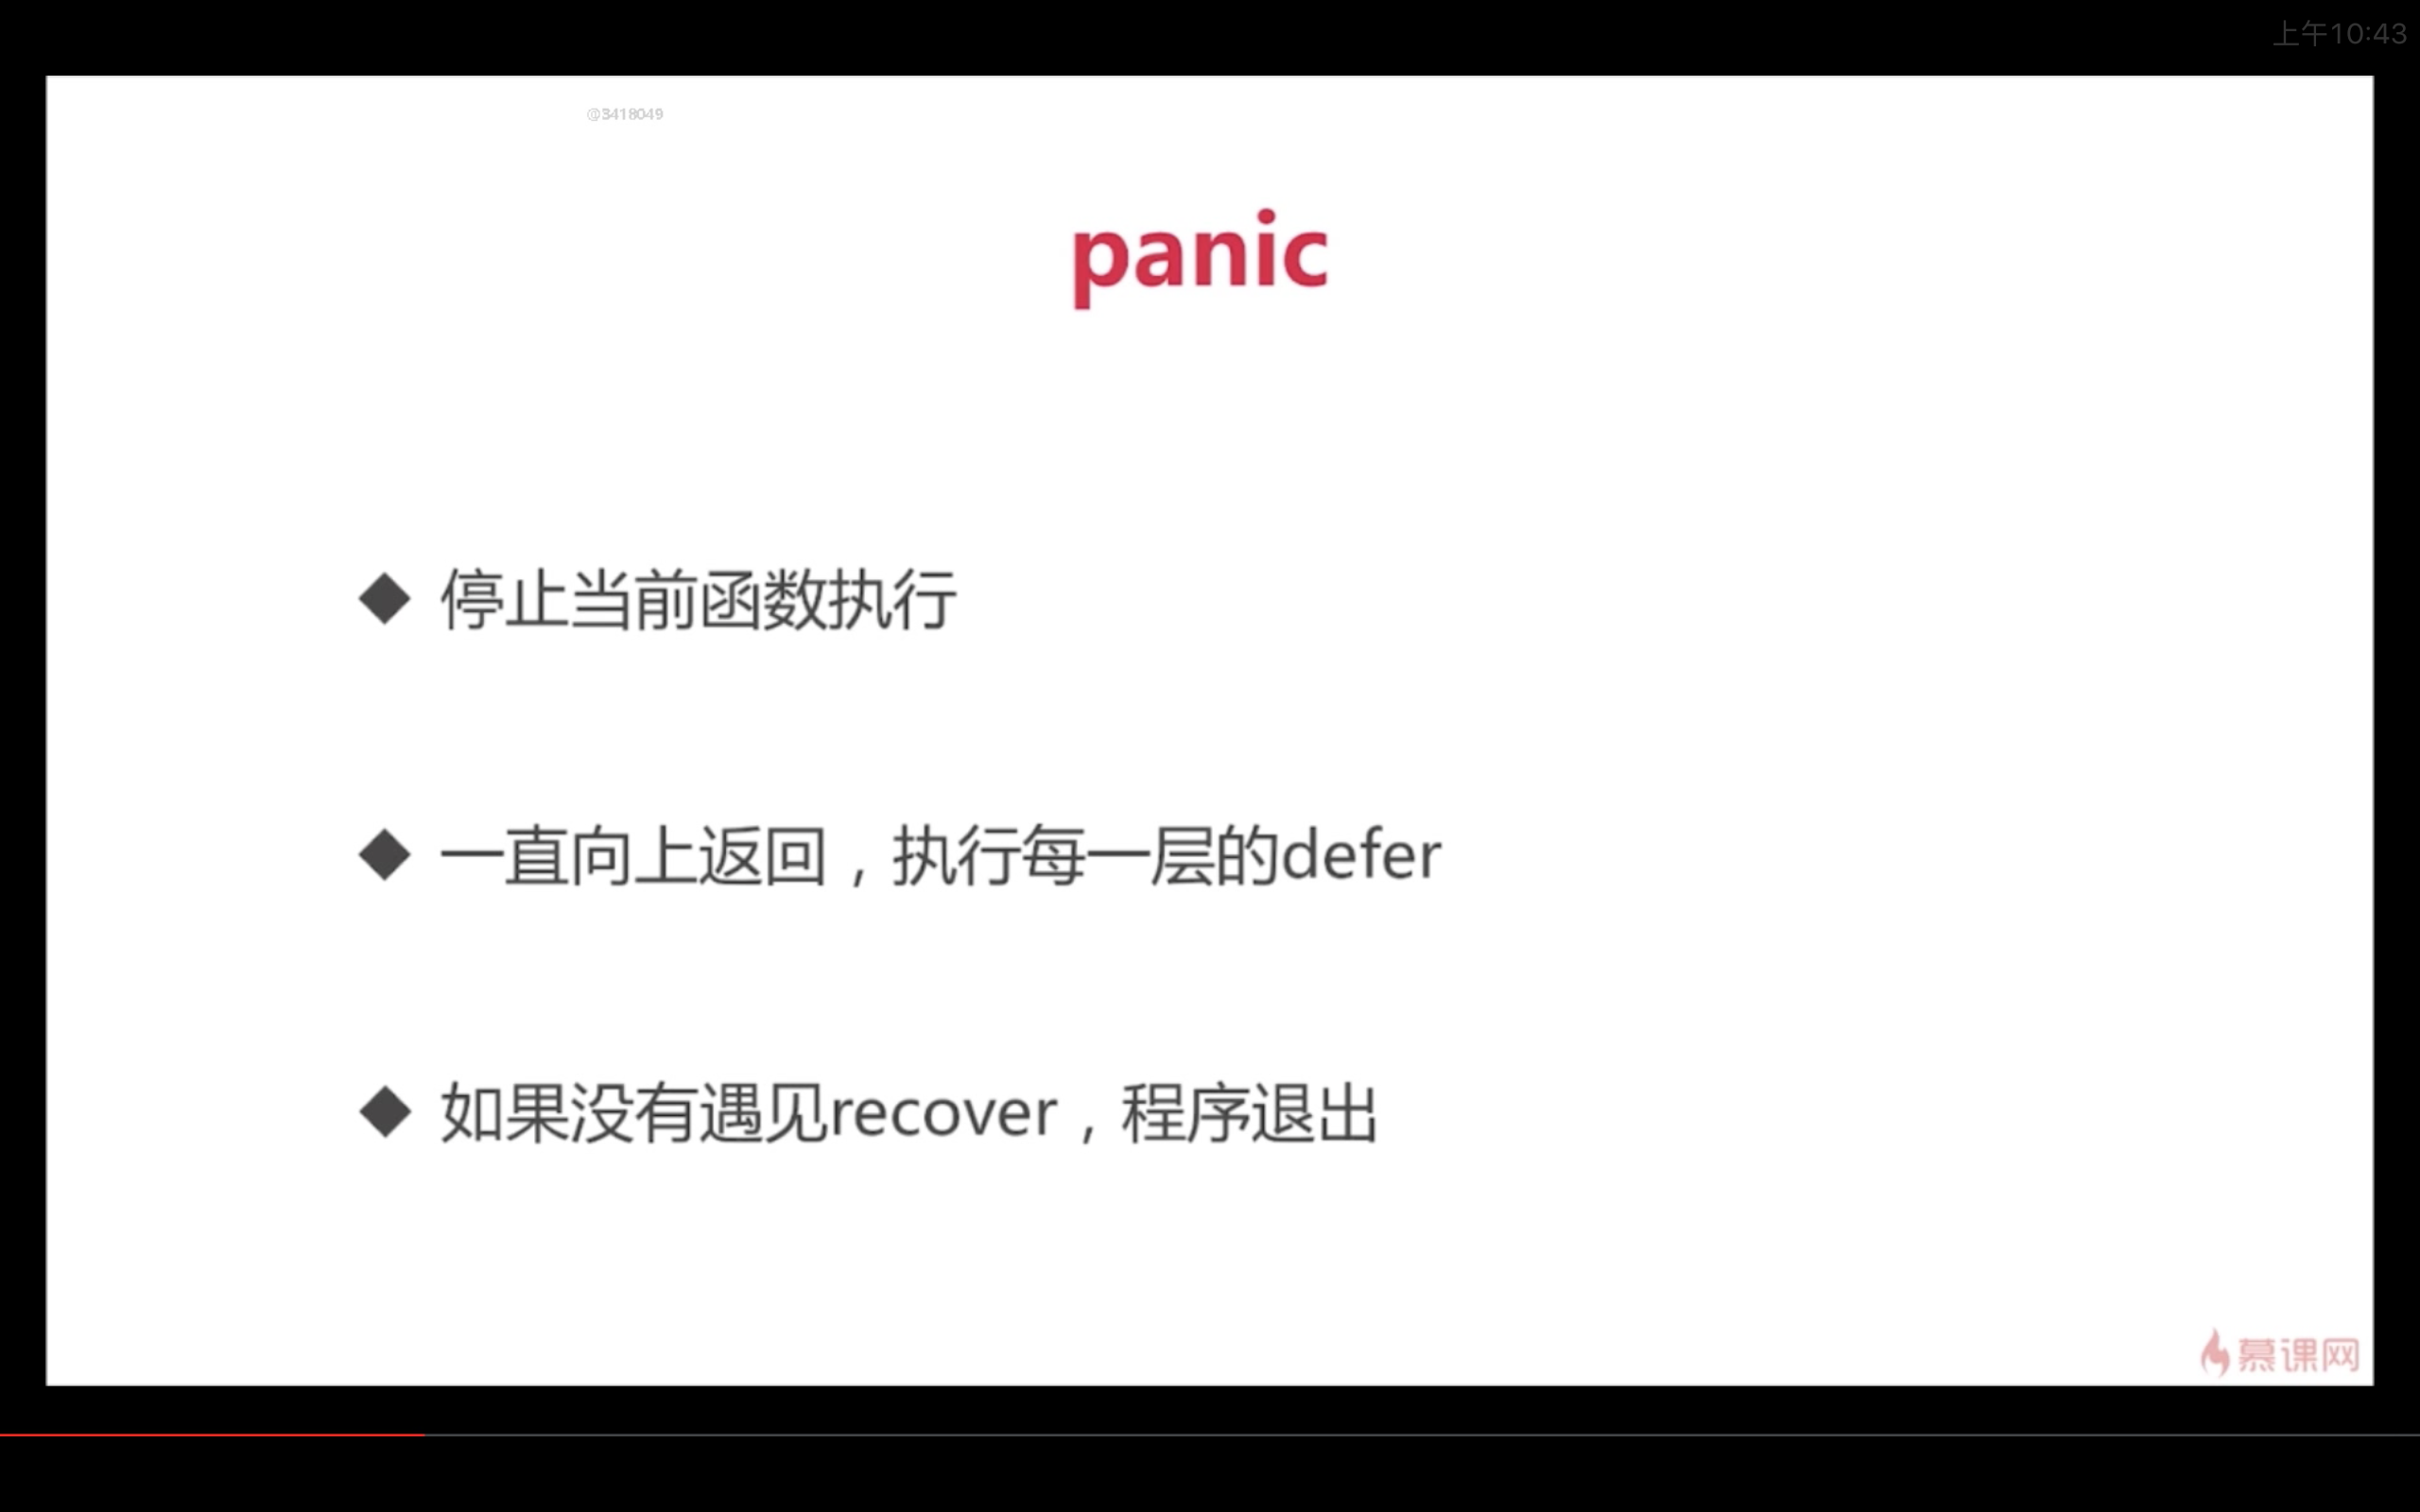 上午10:43
@3418049
panic
◆ 停止当前函数执行
◆ 一直向上返回，执行每一层的defer
◆ 如果没有遇见recover，程序退出
慕课网